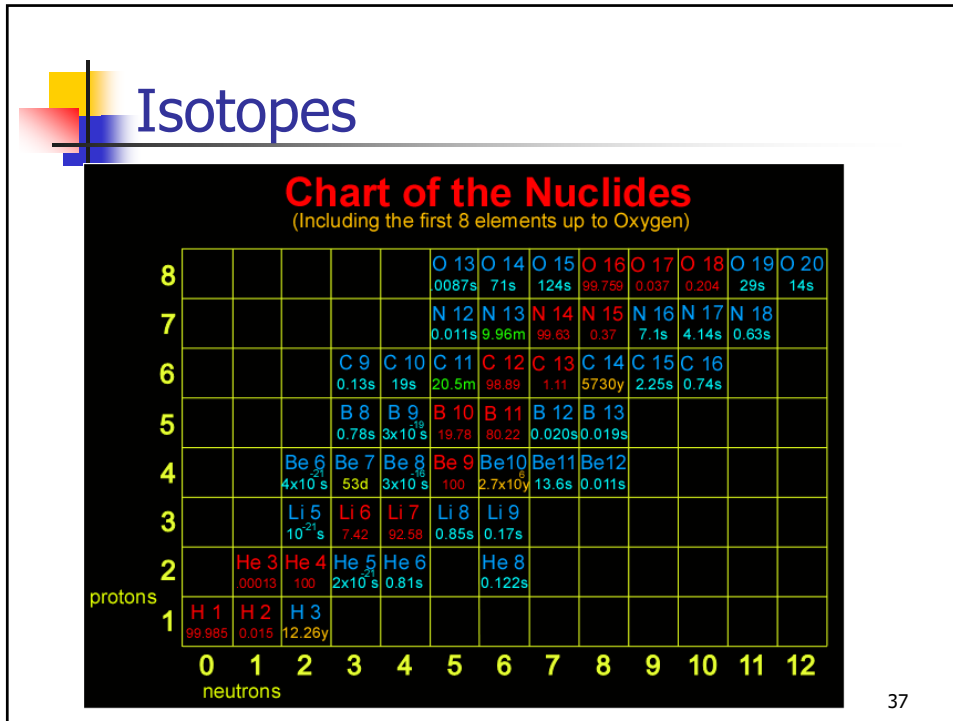 Isotopes
Chart of the Nuclides
(Including the first 8 elements up to Oxygen)
8 O 13 O 14 O 15 O 16 O 17 O 18 O 19 O 20
.0087s 71s 124s 99.759 0.037 0.204 29s 14s
7 N 12 N 13 N 14 N 15 N 16 N 17 N 18
0.011s 9.96m 99.63 0.37 7.1s 4.14s 0.63s
6 C 9 C 10 C 11 C 12 C 13 C 14 C 15 C 16
0.13s 19s 20.5m 98.89 1.11 5730y 2.25s 0.74s
5 B 8 B 9 B 10 B 11 B 12 B 13
0.78s 3x10⁻¹⁹s 19.78 80.22 0.020s 0.019s
4 Be 6 Be 7 Be 8 Be 9 Be10 Be11 Be12
4x10⁻²¹s 53d 3x10⁻¹⁶s 100 2.7x10⁶y 13.6s 0.011s
3 Li 5 Li 6 Li 7 Li 8 Li 9
10⁻²¹s 7.42 92.58 0.85s 0.17s
2 He 3 He 4 He 5 He 6 He 8
.00013 100 2x10⁻²¹s 0.81s 0.122s
protons
1 H 1 H 2 H 3
99.985 0.015 12.26y
0 1 2 3 4 5 6 7 8 9 10 11 12
neutrons
37